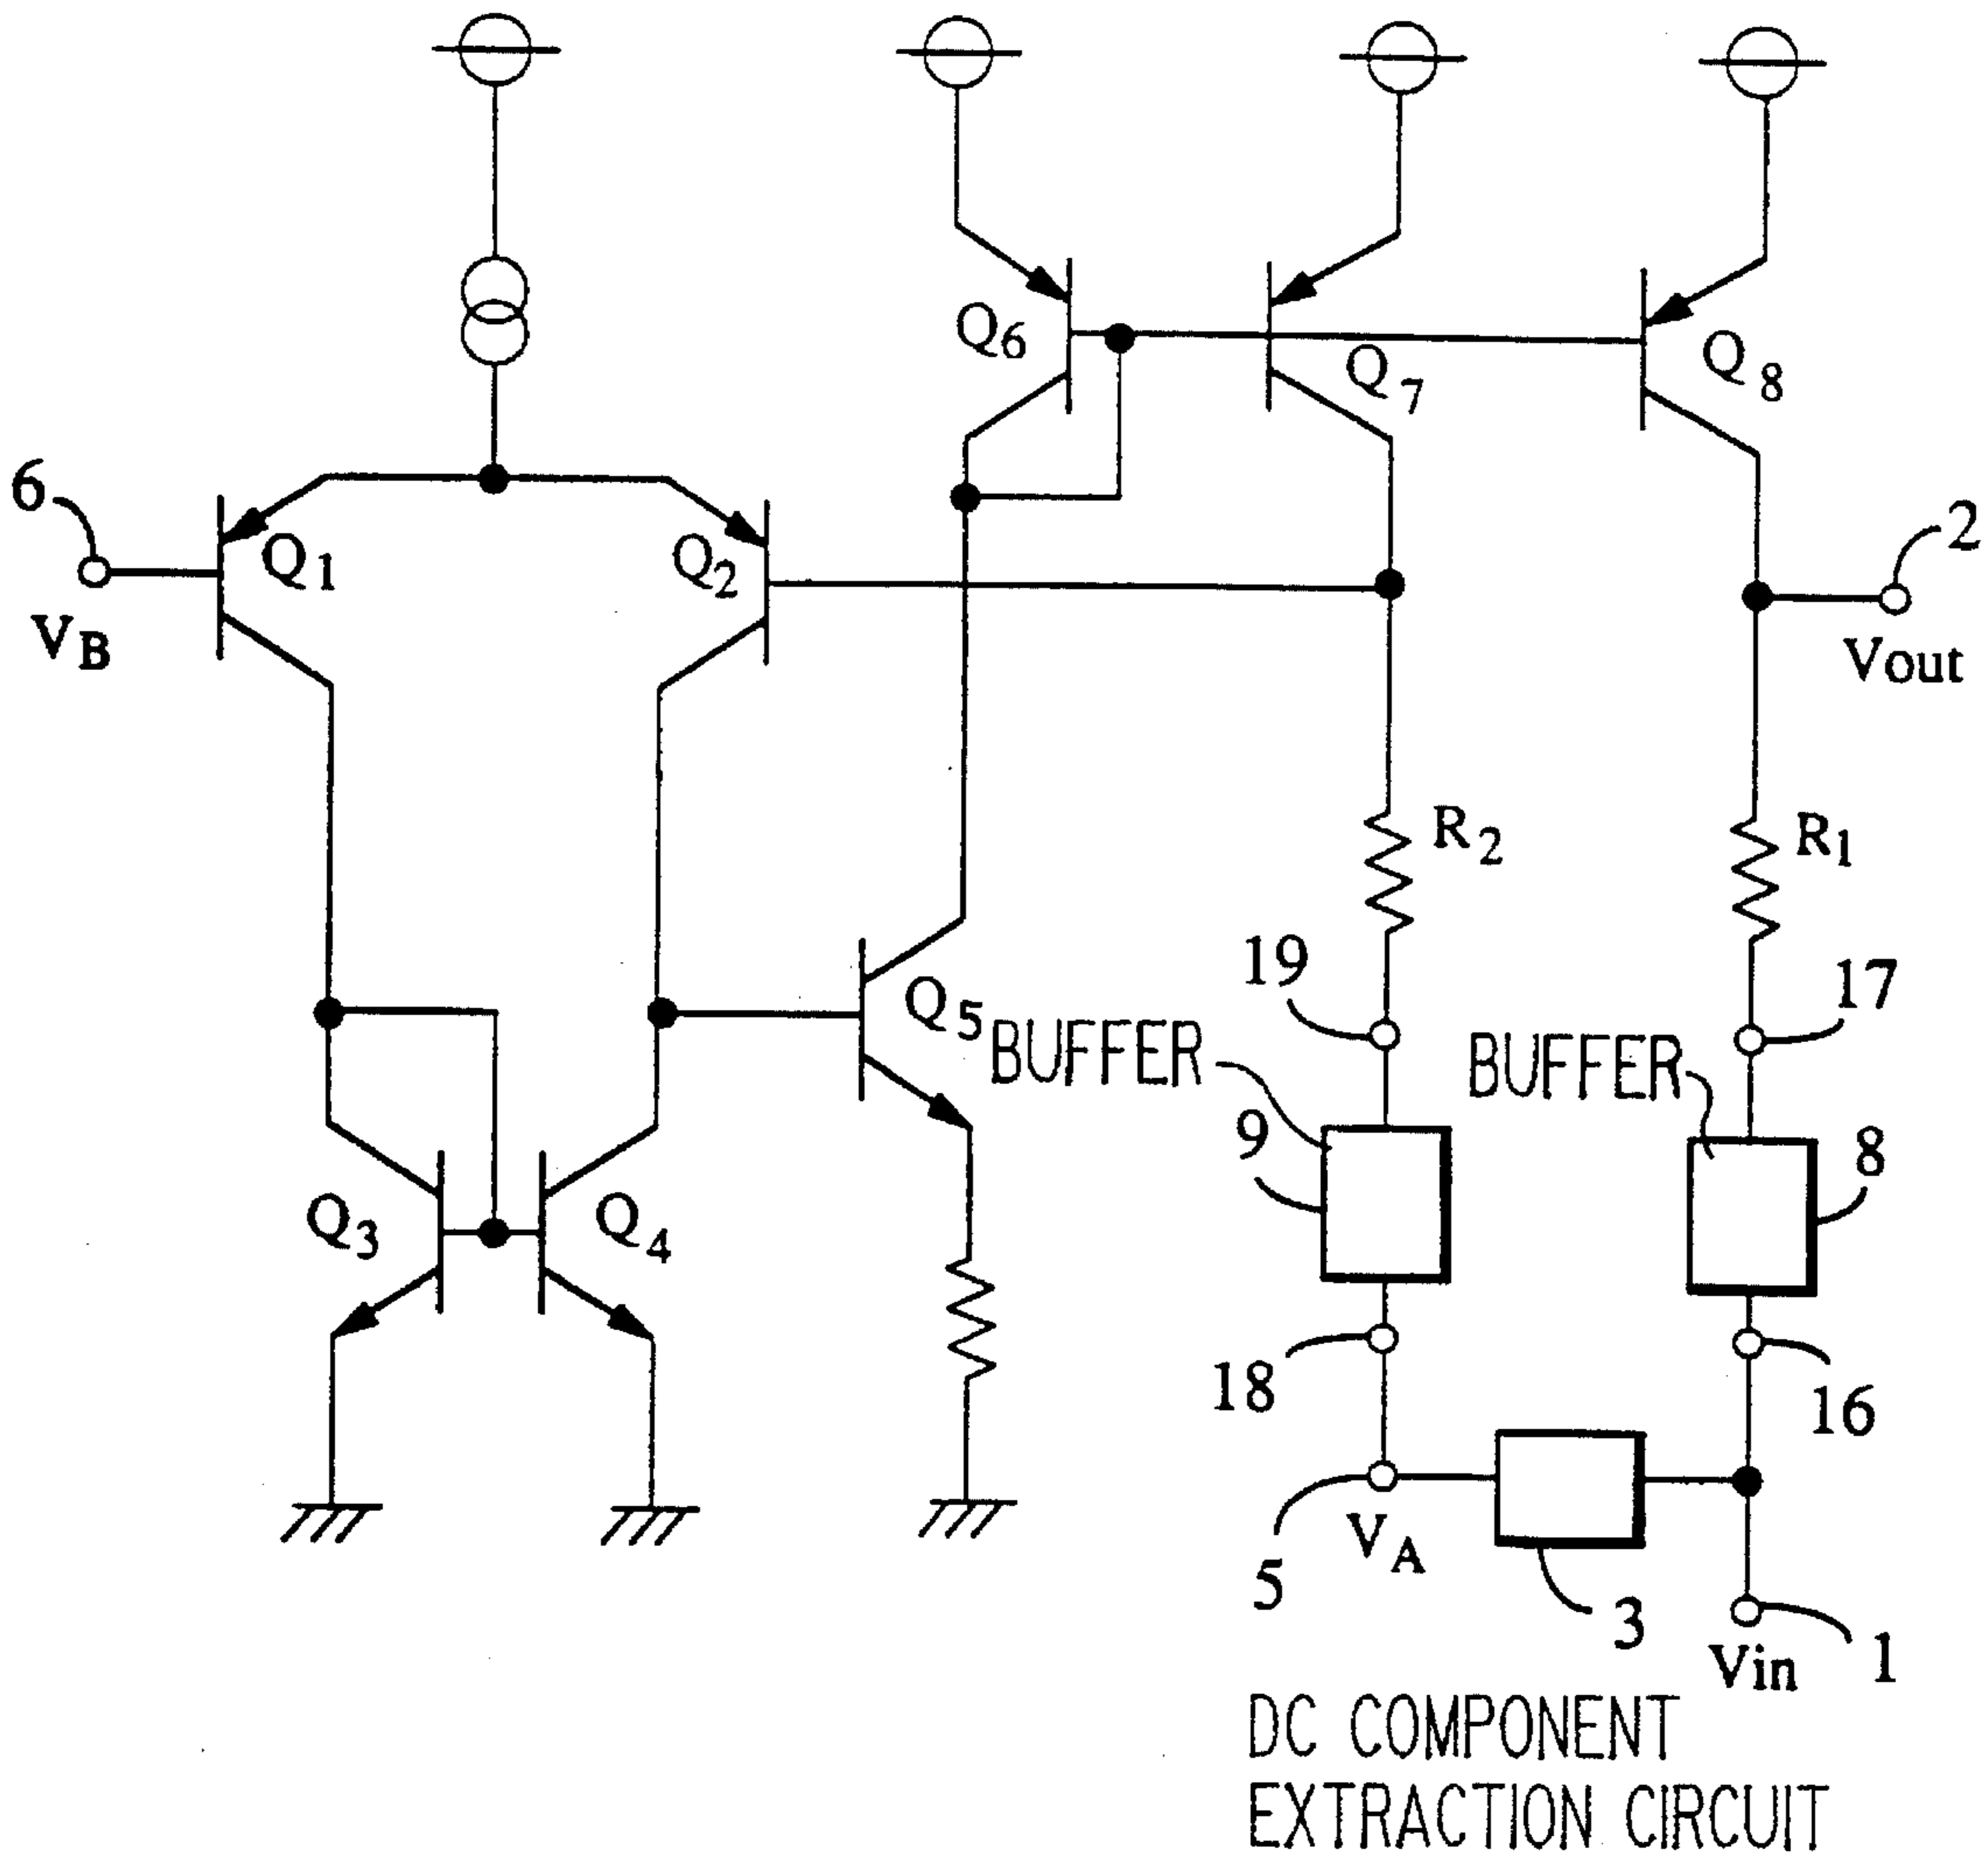 Q6
Q7
Q8
6
Q1
Q2
2
VB
Vout
R2
R1
19
17
Q5
BUFFER
BUFFER
9
8
Q3
Q4
18
16
5
VA
3
1
Vin
DC COMPONENT
EXTRACTION CIRCUIT